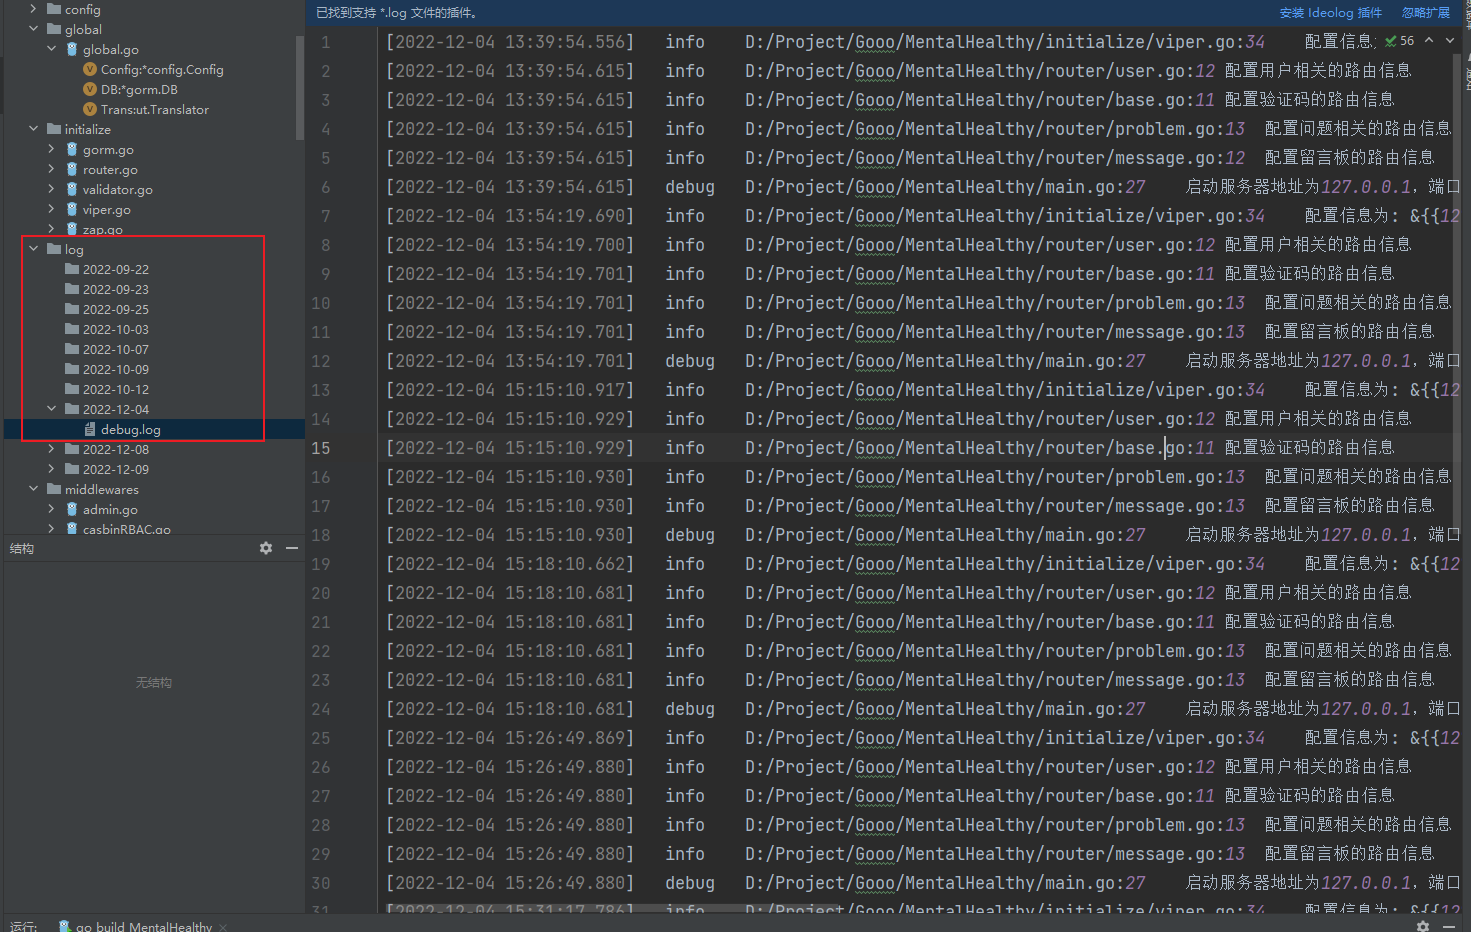 config
global
global.go
Config:*config.Config
DB:*gorm.DB
Trans:ut.Translator
initialize
gorm.go
router.go
validator.go
viper.go
zap.go
log
2022-09-22
2022-09-23
2022-09-25
2022-10-03
2022-10-07
2022-10-09
2022-10-12
2022-12-04
debug.log
2022-12-08
2022-12-09
middlewares
admin.go
casbinRBAC.go
结构
无结构
已找到支持 *.log 文件的插件。 安装 Ideolog 插件 忽略扩展
56
1 [2022-12-04 13:39:54.556] info D:/Project/Gooo/MentalHealthy/initialize/viper.go:34 配置信息
2 [2022-12-04 13:39:54.615] info D:/Project/Gooo/MentalHealthy/router/user.go:12 配置用户相关的路由信息
3 [2022-12-04 13:39:54.615] info D:/Project/Gooo/MentalHealthy/router/base.go:11 配置验证码的路由信息
4 [2022-12-04 13:39:54.615] info D:/Project/Gooo/MentalHealthy/router/problem.go:13 配置问题相关的路由信息
5 [2022-12-04 13:39:54.615] info D:/Project/Gooo/MentalHealthy/router/message.go:12 配置留言板的路由信息
6 [2022-12-04 13:39:54.615] debug D:/Project/Gooo/MentalHealthy/main.go:27 启动服务器地址为127.0.0.1，端口
7 [2022-12-04 13:54:19.690] info D:/Project/Gooo/MentalHealthy/initialize/viper.go:34 配置信息为: &{{12
8 [2022-12-04 13:54:19.700] info D:/Project/Gooo/MentalHealthy/router/user.go:12 配置用户相关的路由信息
9 [2022-12-04 13:54:19.701] info D:/Project/Gooo/MentalHealthy/router/base.go:11 配置验证码的路由信息
10 [2022-12-04 13:54:19.701] info D:/Project/Gooo/MentalHealthy/router/problem.go:13 配置问题相关的路由信息
11 [2022-12-04 13:54:19.701] info D:/Project/Gooo/MentalHealthy/router/message.go:13 配置留言板的路由信息
12 [2022-12-04 13:54:19.701] debug D:/Project/Gooo/MentalHealthy/main.go:27 启动服务器地址为127.0.0.1，端口
13 [2022-12-04 15:15:10.917] info D:/Project/Gooo/MentalHealthy/initialize/viper.go:34 配置信息为: &{{12
14 [2022-12-04 15:15:10.929] info D:/Project/Gooo/MentalHealthy/router/user.go:12 配置用户相关的路由信息
15 [2022-12-04 15:15:10.929] info D:/Project/Gooo/MentalHealthy/router/base.go:11 配置验证码的路由信息
16 [2022-12-04 15:15:10.930] info D:/Project/Gooo/MentalHealthy/router/problem.go:13 配置问题相关的路由信息
17 [2022-12-04 15:15:10.930] info D:/Project/Gooo/MentalHealthy/router/message.go:13 配置留言板的路由信息
18 [2022-12-04 15:15:10.930] debug D:/Project/Gooo/MentalHealthy/main.go:27 启动服务器地址为127.0.0.1，端口
19 [2022-12-04 15:18:10.662] info D:/Project/Gooo/MentalHealthy/initialize/viper.go:34 配置信息为: &{{12
20 [2022-12-04 15:18:10.681] info D:/Project/Gooo/MentalHealthy/router/user.go:12 配置用户相关的路由信息
21 [2022-12-04 15:18:10.681] info D:/Project/Gooo/MentalHealthy/router/base.go:11 配置验证码的路由信息
22 [2022-12-04 15:18:10.681] info D:/Project/Gooo/MentalHealthy/router/problem.go:13 配置问题相关的路由信息
23 [2022-12-04 15:18:10.681] info D:/Project/Gooo/MentalHealthy/router/message.go:13 配置留言板的路由信息
24 [2022-12-04 15:18:10.681] debug D:/Project/Gooo/MentalHealthy/main.go:27 启动服务器地址为127.0.0.1，端口
25 [2022-12-04 15:26:49.869] info D:/Project/Gooo/MentalHealthy/initialize/viper.go:34 配置信息为: &{{12
26 [2022-12-04 15:26:49.880] info D:/Project/Gooo/MentalHealthy/router/user.go:12 配置用户相关的路由信息
27 [2022-12-04 15:26:49.880] info D:/Project/Gooo/MentalHealthy/router/base.go:11 配置验证码的路由信息
28 [2022-12-04 15:26:49.880] info D:/Project/Gooo/MentalHealthy/router/problem.go:13 配置问题相关的路由信息
29 [2022-12-04 15:26:49.880] info D:/Project/Gooo/MentalHealthy/router/message.go:13 配置留言板的路由信息
30 [2022-12-04 15:26:49.880] debug D:/Project/Gooo/MentalHealthy/main.go:27 启动服务器地址为127.0.0.1，端口
31 [2022-12-04 15:31:17.786] info D:/Project/Gooo/MentalHealthy/initialize/viper.go:34 配置信息为: &{{12
运行: go build MentalHealthy